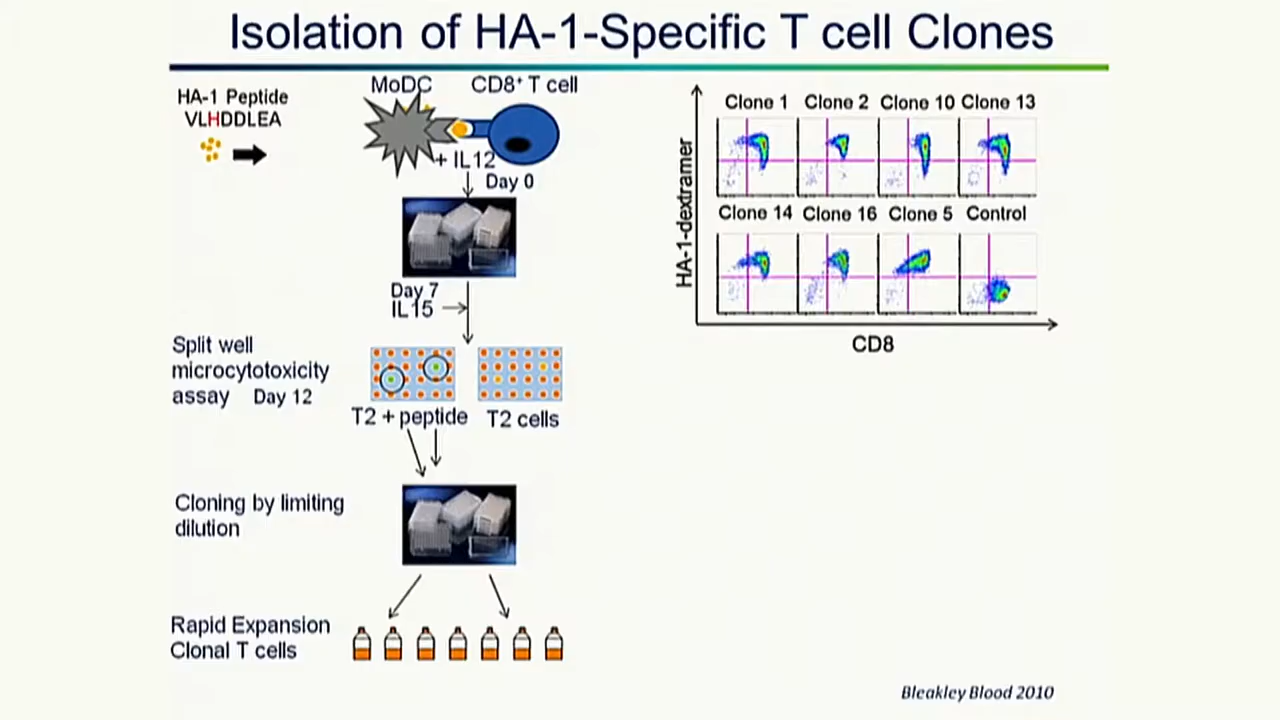 Isolation of HA-1-Specific T cell Clones
HA-1 Peptide
VLHDDLEA
MoDC
CD8⁺ T cell
+ IL12
Day 0
Day 7
IL15
Split well
microcytotoxicity
assay Day 12
T2 + peptide
T2 cells
Cloning by limiting
dilution
Rapid Expansion
Clonal T cells
HA-1-dextramer
Clone 1 Clone 2 Clone 10 Clone 13
Clone 14 Clone 16 Clone 5 Control
CD8
Bleakley Blood 2010